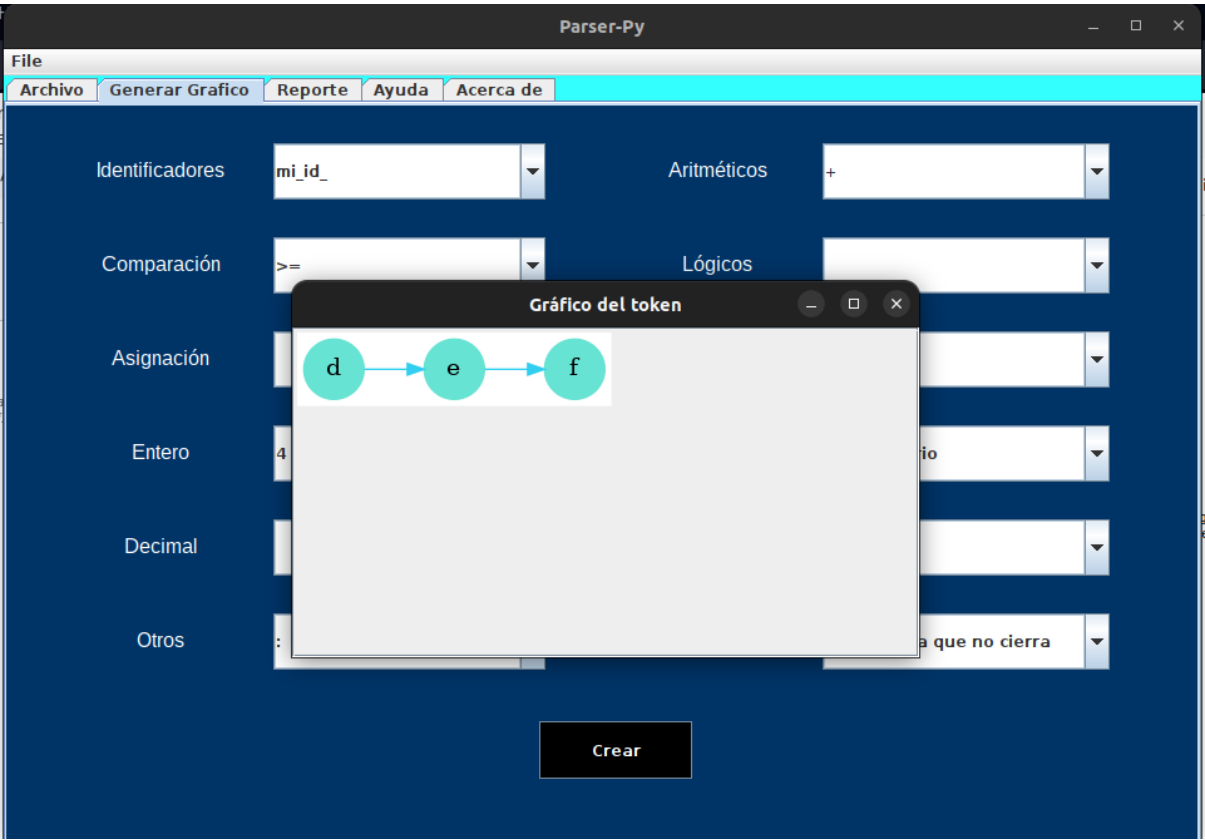 Parser-Py
File
Archivo Generar Grafico Reporte Ayuda Acerca de
Identificadores mi_id_ Aritméticos +
Comparación >= Lógicos
Gráfico del token
d e f
Asignación
Entero 4
Decimal
Otros : que no cierra
Crear